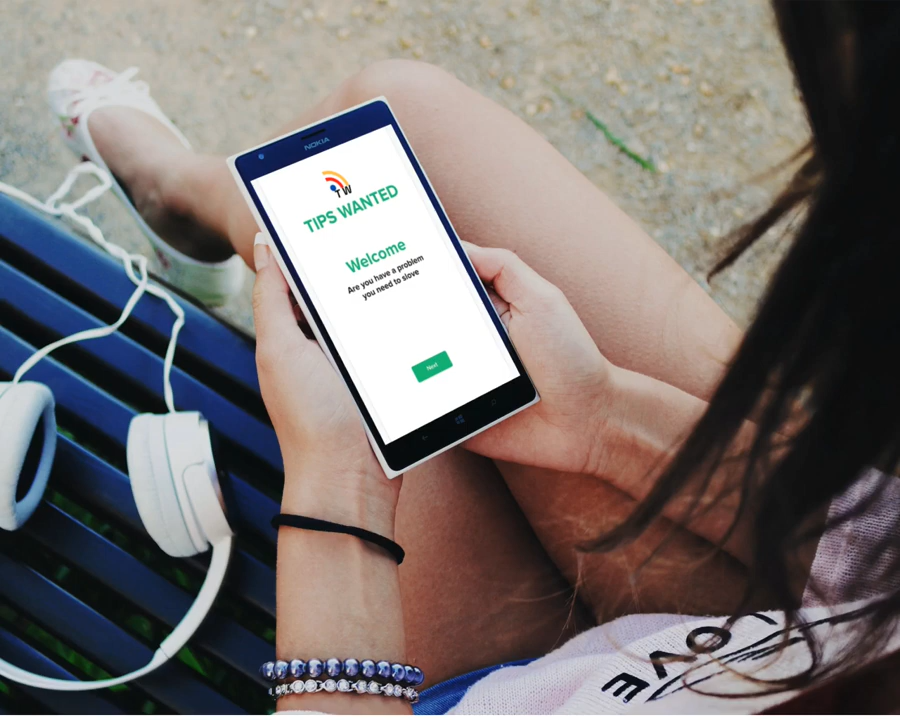 NOKIA
TW
TIPS WANTED
Welcome
Are you have a problem
you need to slove
Next
LOVE